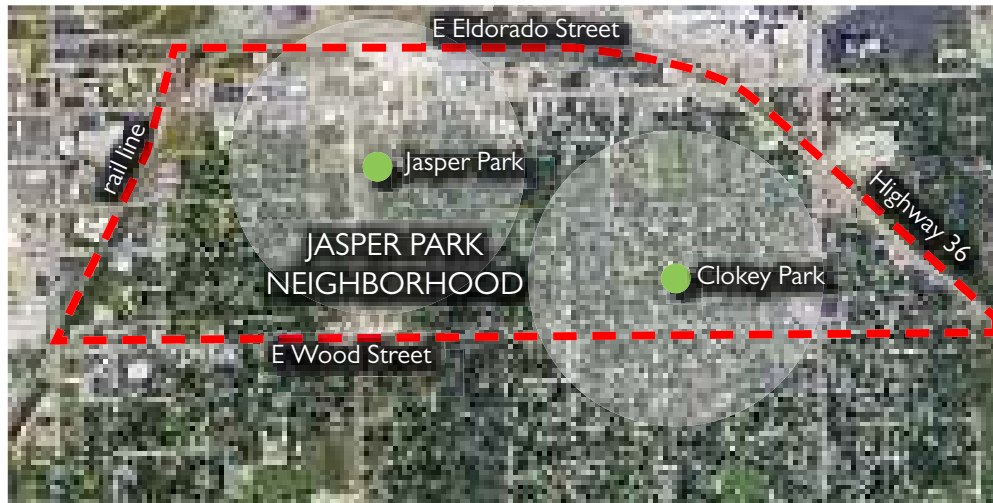 E Eldorado Street
rail line
Jasper Park
Highway 36
JASPER PARK
NEIGHBORHOOD
Clokey Park
E Wood Street